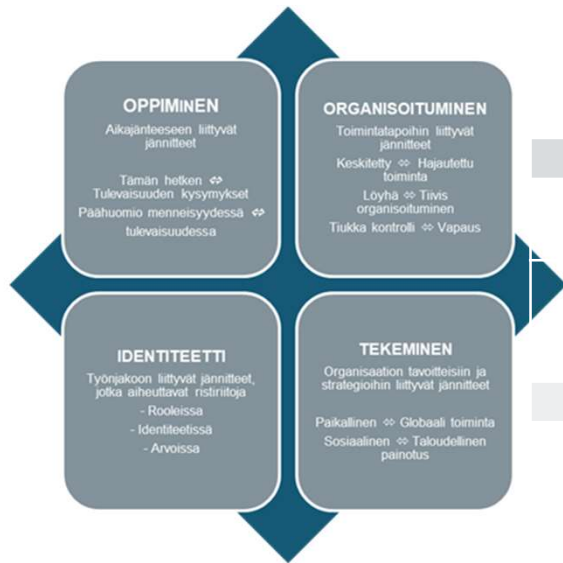 OPPIMINEN
Aikajänteeseen liittyvät
jännitteet
Tämän hetken ⇔
Tulevaisuuden kysymykset
Päähuomio menneisyydessä ⇔
tulevaisuudessa
ORGANISOITUMINEN
Toimintatapoihin liittyvät
jännitteet
Keskitetty ⇔ Hajautettu
toiminta
Löyhä ⇔ Tiivis
organisoituminen
Tiukka kontrolli ⇔ Vapaus
IDENTITEETTI
Työnjakoon liittyvät jännitteet,
jotka aiheuttavat ristiriitoja
- Rooleissa
- Identiteetissä
- Arvoissa
TEKEMINEN
Organisaation tavoitteisiin ja
strategioihin liittyvät jännitteet
Paikallinen ⇔ Globaali toiminta
Sosiaalinen ⇔ Taloudellinen
painotus